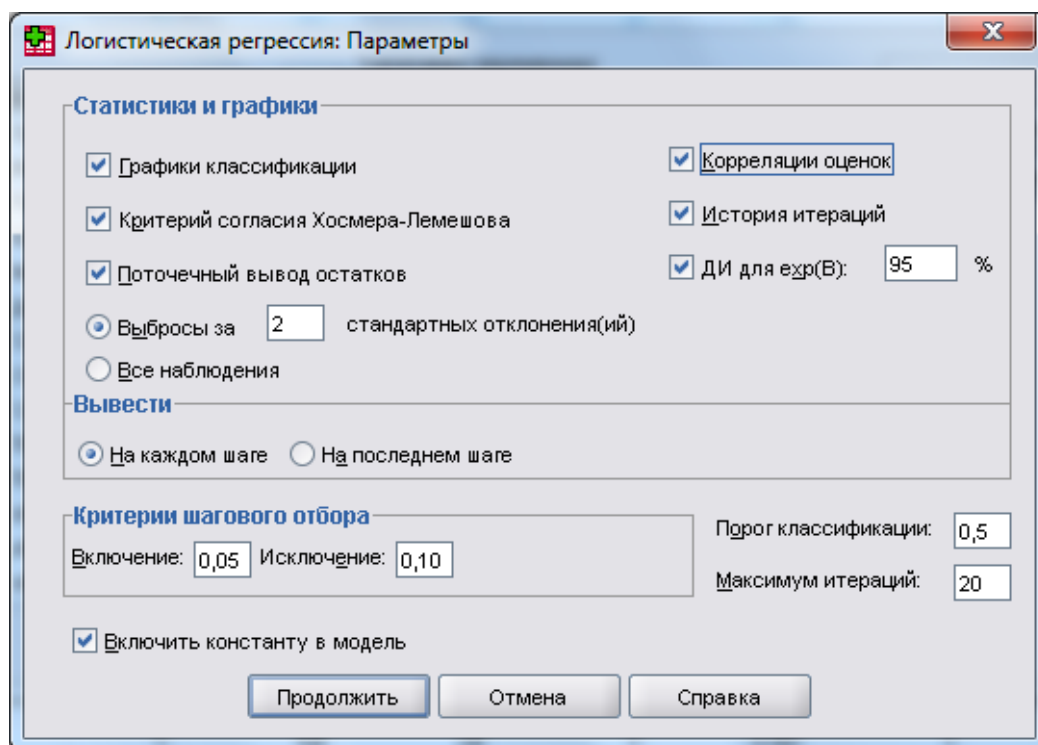 Логистическая регрессия: Параметры
Статистики и графики
Графики классификации
Корреляции оценок
Критерий согласия Хосмера-Лемешова
История итераций
Поточечный вывод остатков
ДИ для exp(B): 95 %
Выбросы за 2 стандартных отклонения(ий)
Все наблюдения
Вывести
На каждом шаге На последнем шаге
Критерии шагового отбора
Включение: 0,05 Исключение: 0,10
Порог классификации: 0,5
Максимум итераций: 20
Включить константу в модель
Продолжить Отмена Справка